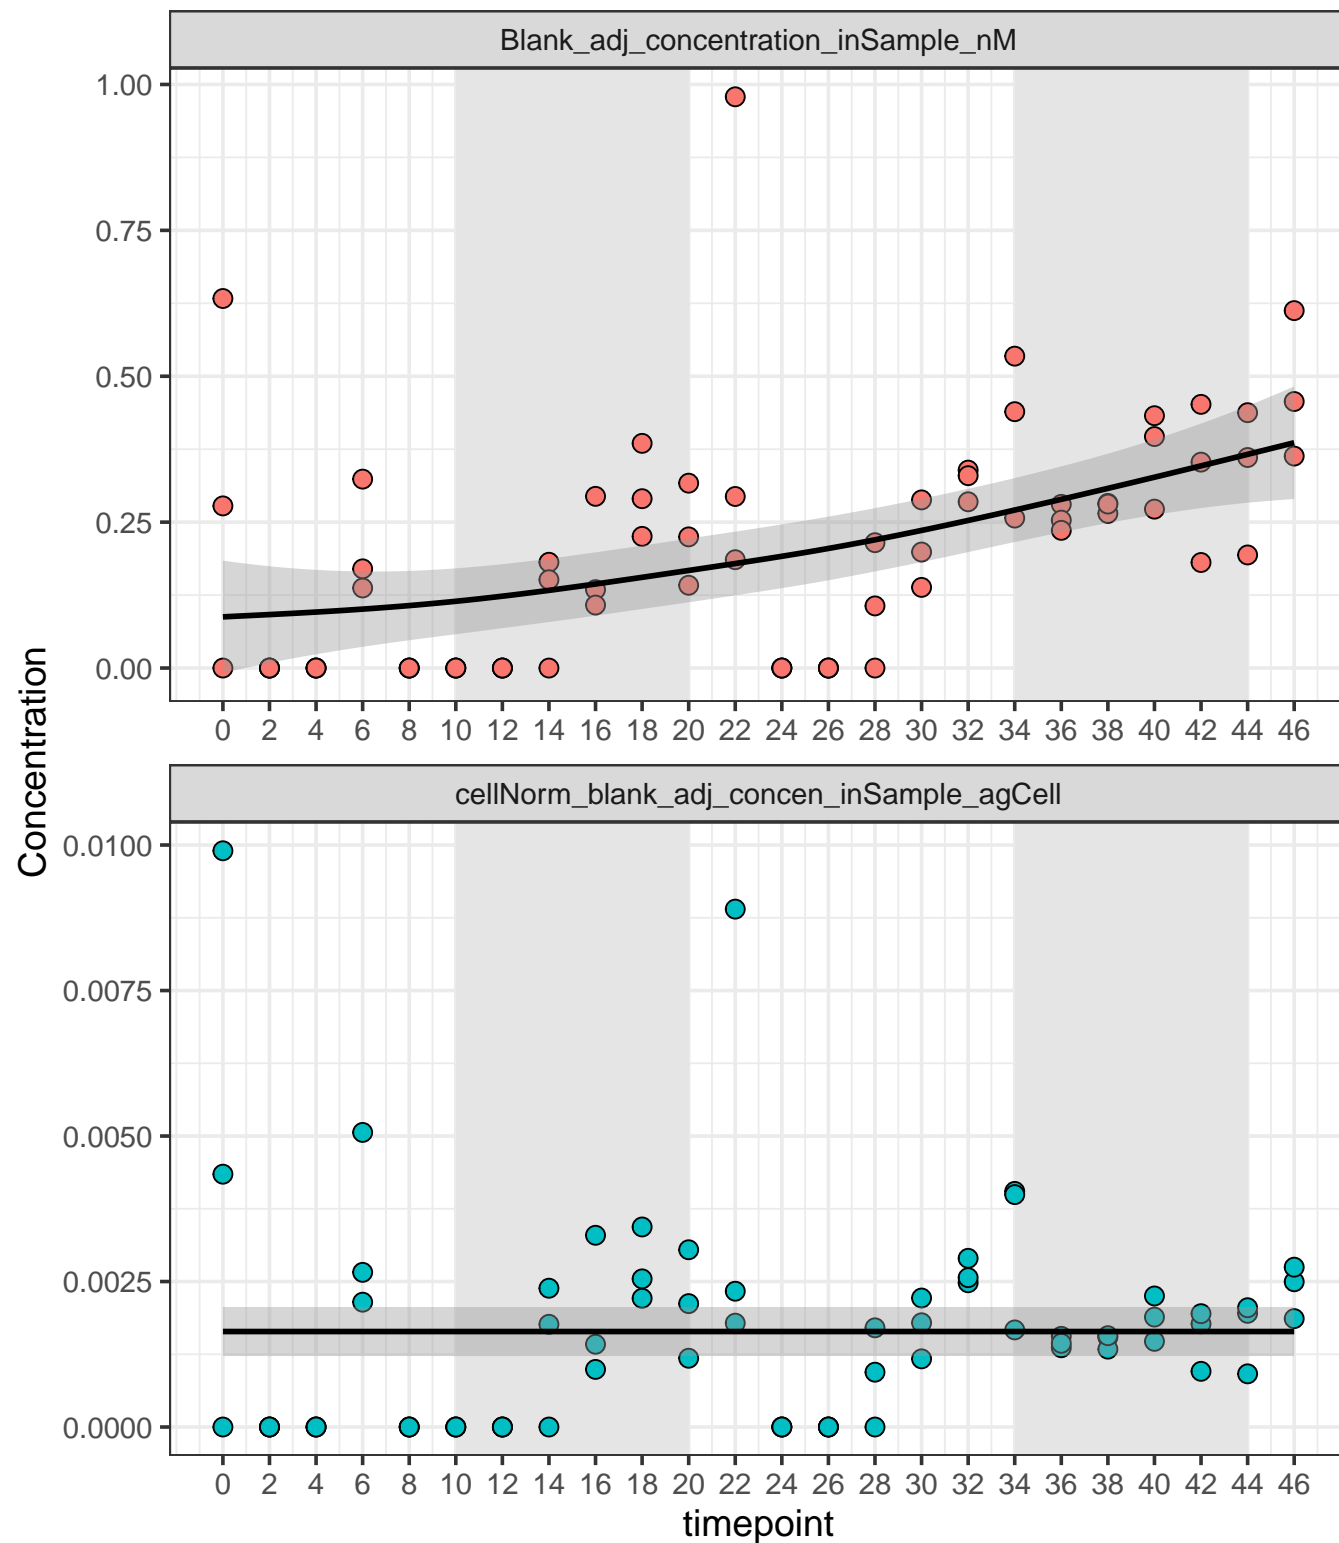 Blank_adj_concentration_inSample_nM
1.00
0.75
0.50
0.25
0.00
0 2 4 6 8 10 12 14 16 18 20 22 24 26 28 30 32 34 36 38 40 42 44 46
Concentration
cellNorm_blank_adj_concen_inSample_agCell
0.0100
0.0075
0.0050
0.0025
0.0000
0 2 4 6 8 10 12 14 16 18 20 22 24 26 28 30 32 34 36 38 40 42 44 46
timepoint